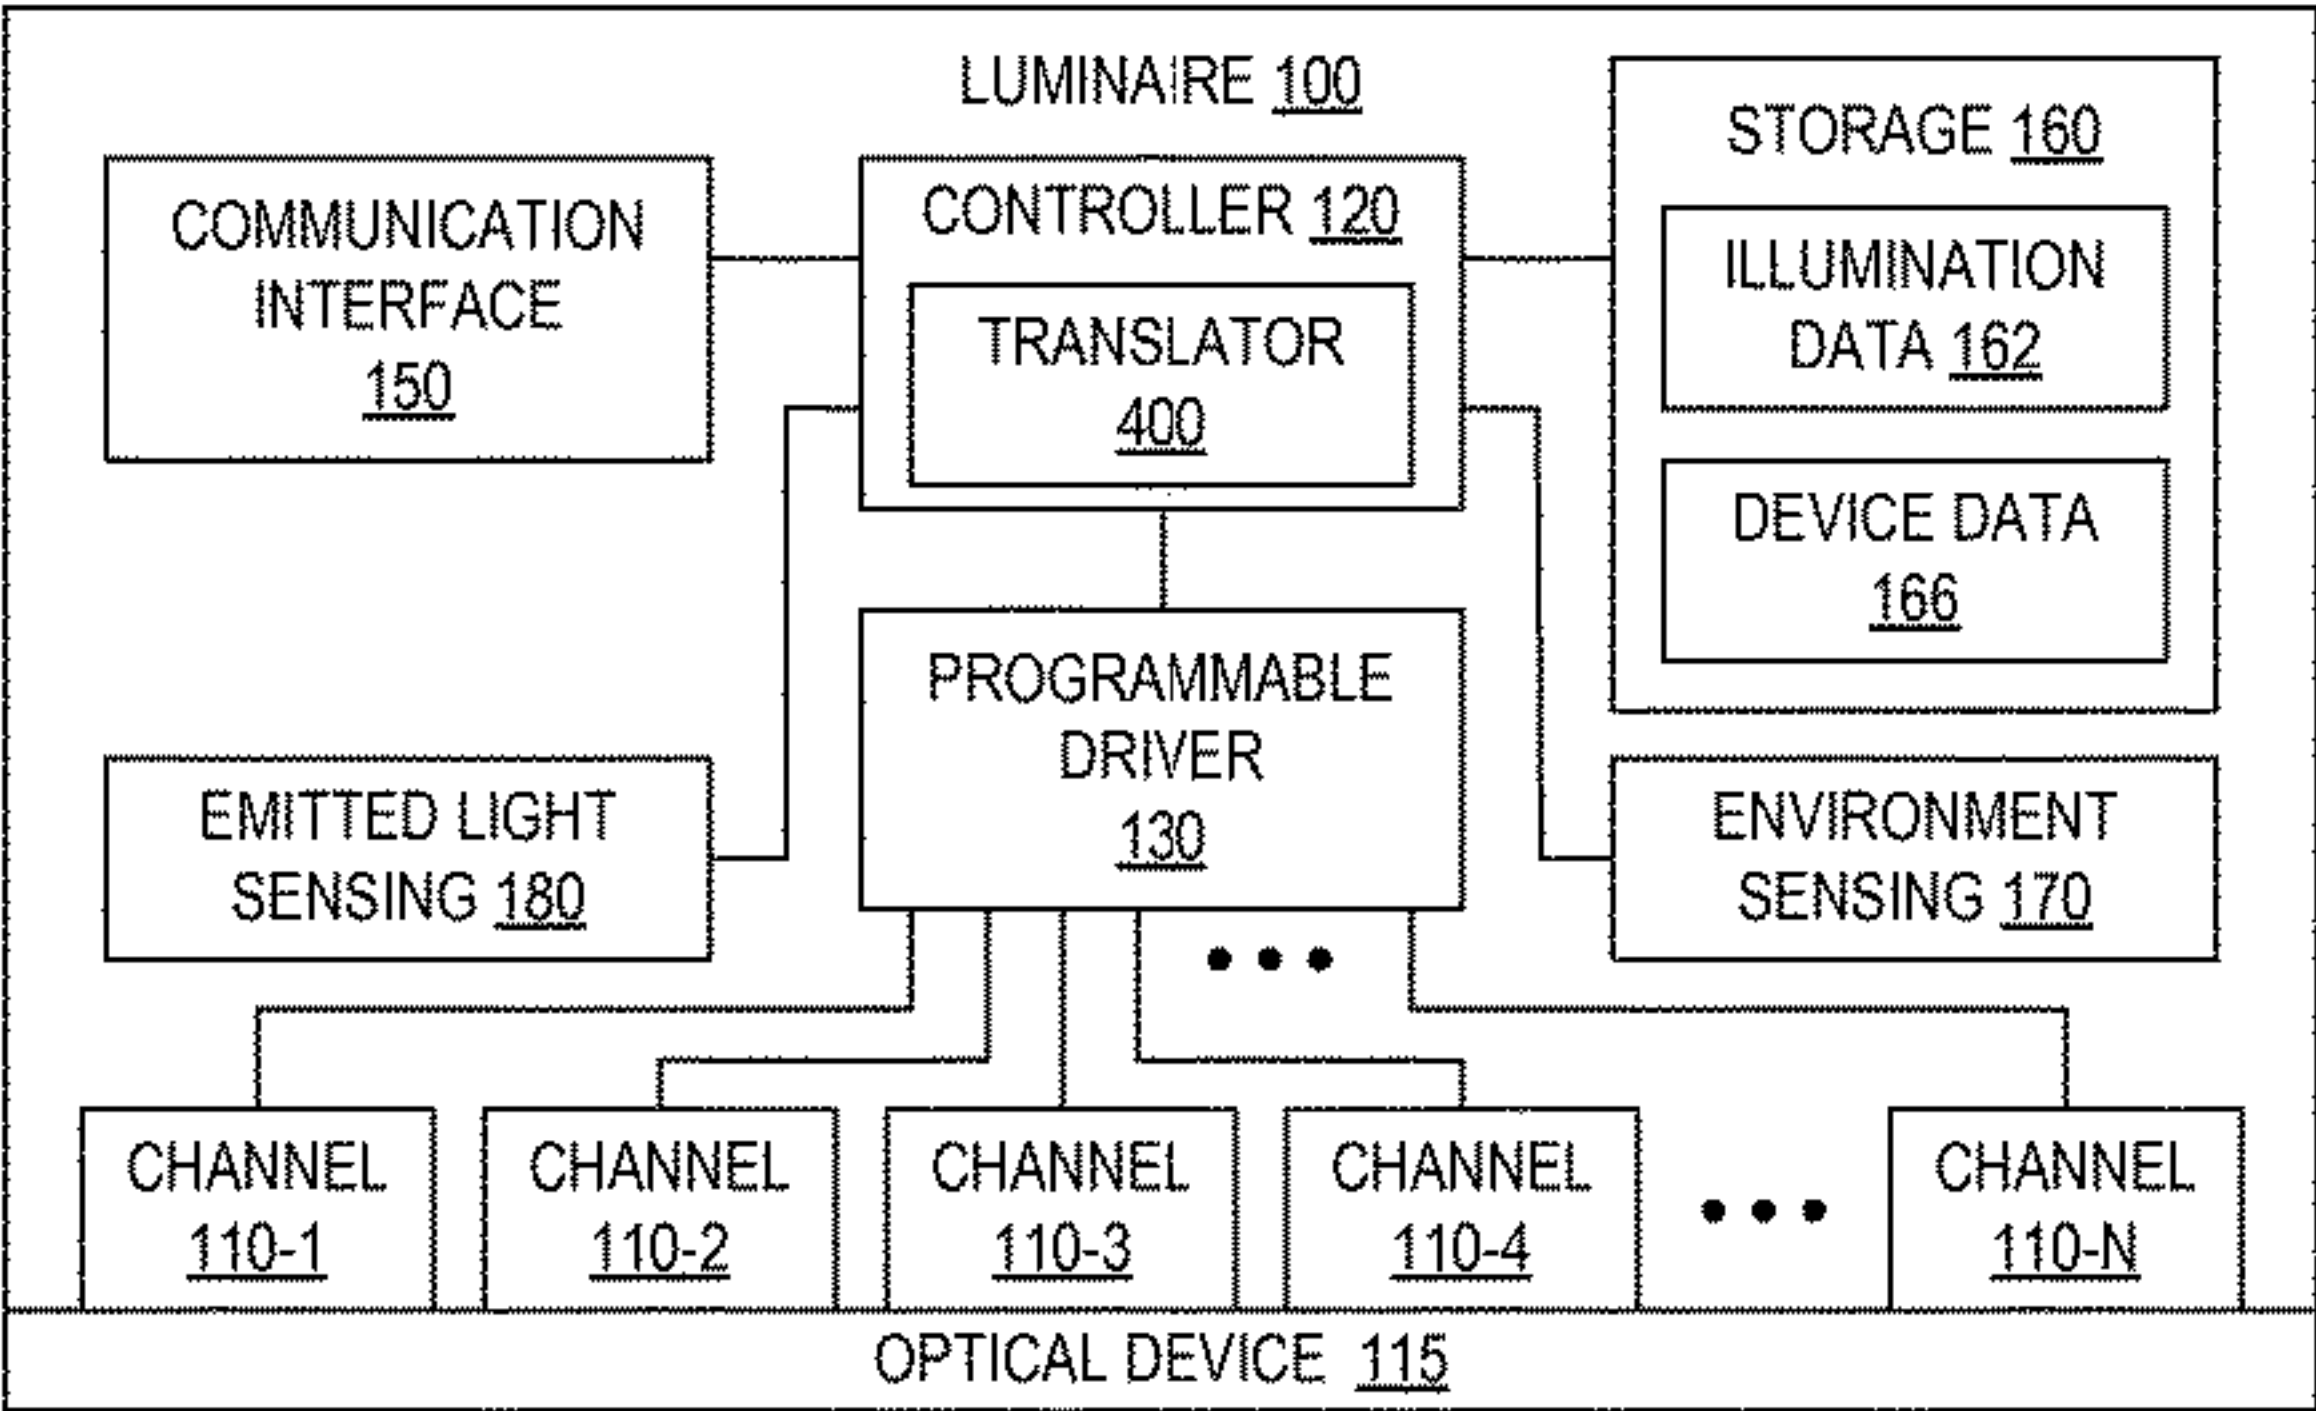 LUMINAIRE 100
COMMUNICATION
INTERFACE
150
CONTROLLER 120
TRANSLATOR
400
STORAGE 160
ILLUMINATION
DATA 162
DEVICE DATA
166
PROGRAMMABLE
DRIVER
130
EMITTED LIGHT
SENSING 180
ENVIRONMENT
SENSING 170
CHANNEL
110-1
CHANNEL
110-2
CHANNEL
110-3
CHANNEL
110-4
CHANNEL
110-N
OPTICAL DEVICE 115